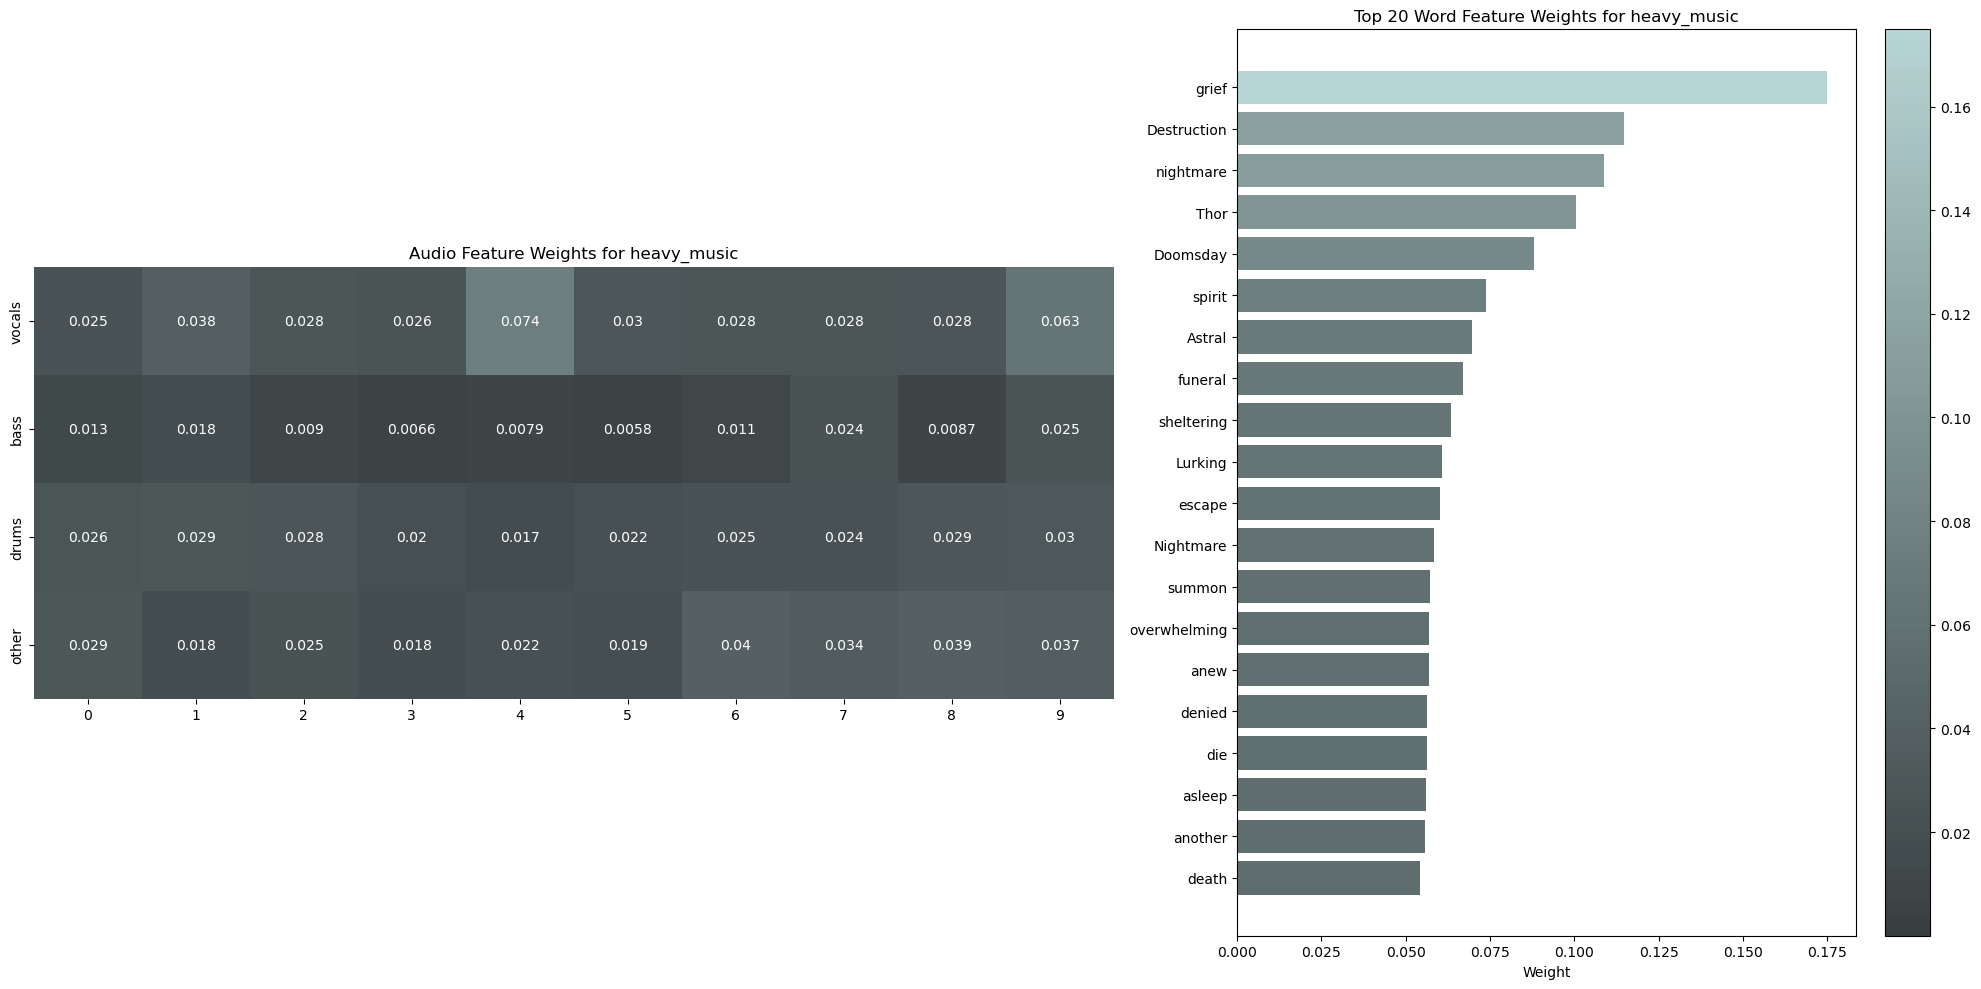 Audio Feature Weights for heavy_music
vocals
0.025 0.038 0.028 0.026 0.074 0.03 0.028 0.028 0.028 0.063
bass
0.013 0.018 0.009 0.0066 0.0079 0.0058 0.011 0.024 0.0087 0.025
drums
0.026 0.029 0.028 0.02 0.017 0.022 0.025 0.024 0.029 0.03
other
0.029 0.018 0.025 0.018 0.022 0.019 0.04 0.034 0.039 0.037
0 1 2 3 4 5 6 7 8 9
Top 20 Word Feature Weights for heavy_music
grief
Destruction
nightmare
Thor
Doomsday
spirit
Astral
funeral
sheltering
Lurking
escape
Nightmare
summon
overwhelming
anew
denied
die
asleep
another
death
0.000 0.025 0.050 0.075 0.100 0.125 0.150 0.175
Weight
0.16
0.14
0.12
0.10
0.08
0.06
0.04
0.02